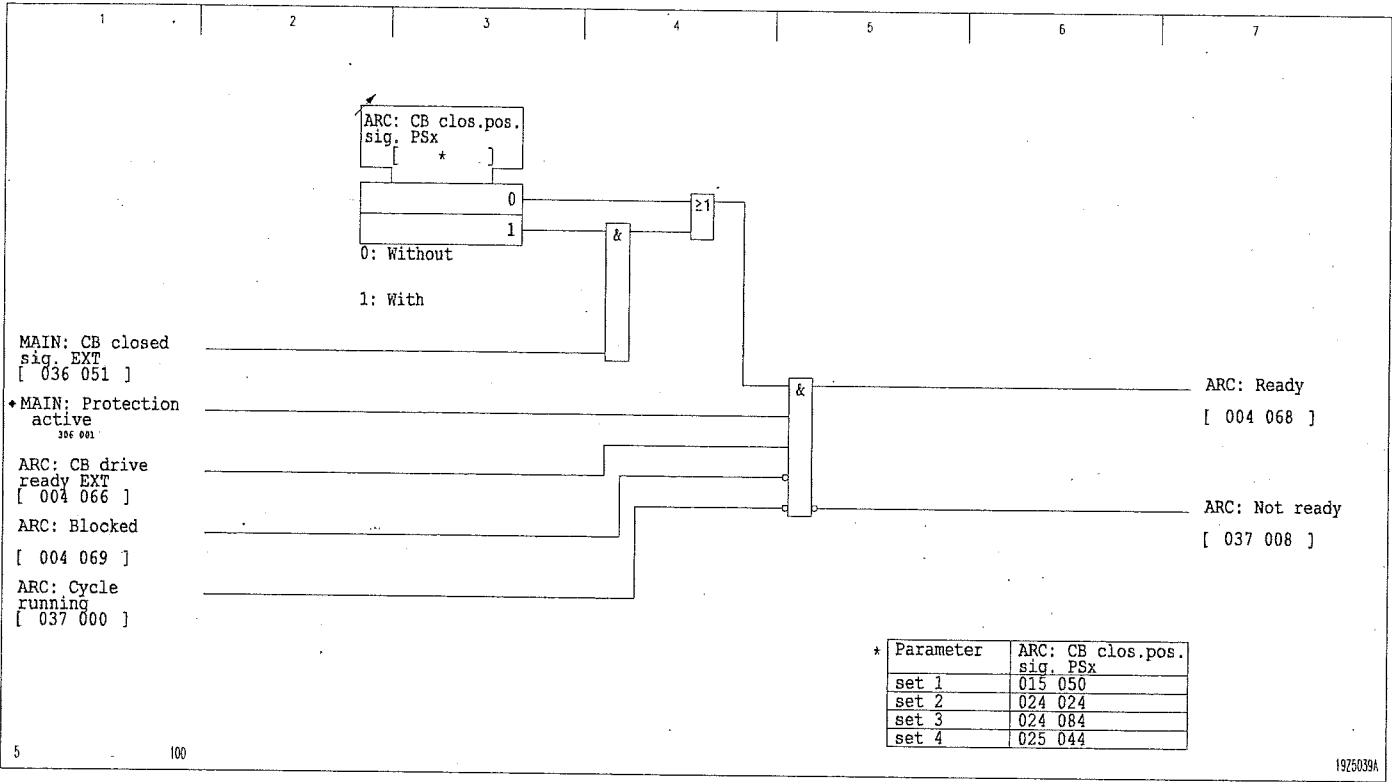 1 2 3 4 5 6 7
ARC: CB clos.pos.
sig. PSx
[ * ]
0
1
≥1
&
0: Without
1: With
MAIN: CB closed
sig. EXT
[ 036 051 ]
MAIN: Protection
active
306 001
ARC: CB drive
ready EXT
[ 004 066 ]
ARC: Blocked
[ 004 069 ]
ARC: Cycle
running
[ 037 000 ]
&
ARC: Ready
[ 004 068 ]
ARC: Not ready
[ 037 008 ]
* Parameter ARC: CB clos.pos.
sig. PSx
set 1 015 050
set 2 024 024
set 3 024 084
set 4 025 044
5 100
19Z5039A